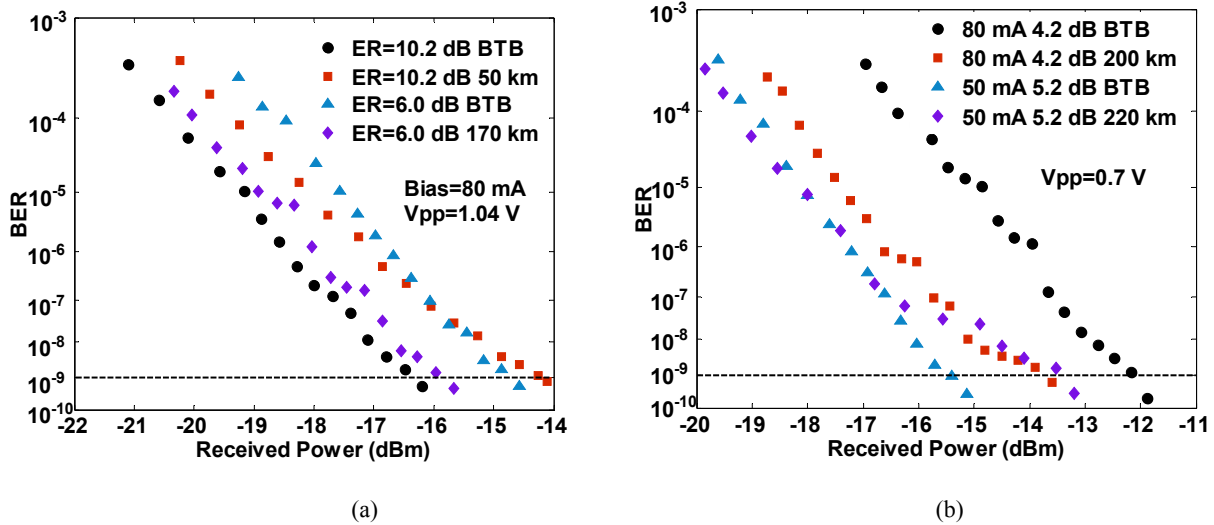 ER=10.2 dB BTB
ER=10.2 dB 50 km
ER=6.0 dB BTB
ER=6.0 dB 170 km
Bias=80 mA
Vpp=1.04 V
BER
10-3
10-4
10-5
10-6
10-7
10-8
10-9
10-10
-22 -21 -20 -19 -18 -17 -16 -15 -14
Received Power (dBm)
(a)
80 mA 4.2 dB BTB
80 mA 4.2 dB 200 km
50 mA 5.2 dB BTB
50 mA 5.2 dB 220 km
Vpp=0.7 V
BER
10-3
10-4
10-5
10-6
10-7
10-8
10-9
10-10
-20 -19 -18 -17 -16 -15 -14 -13 -12 -11
Received Power (dBm)
(b)